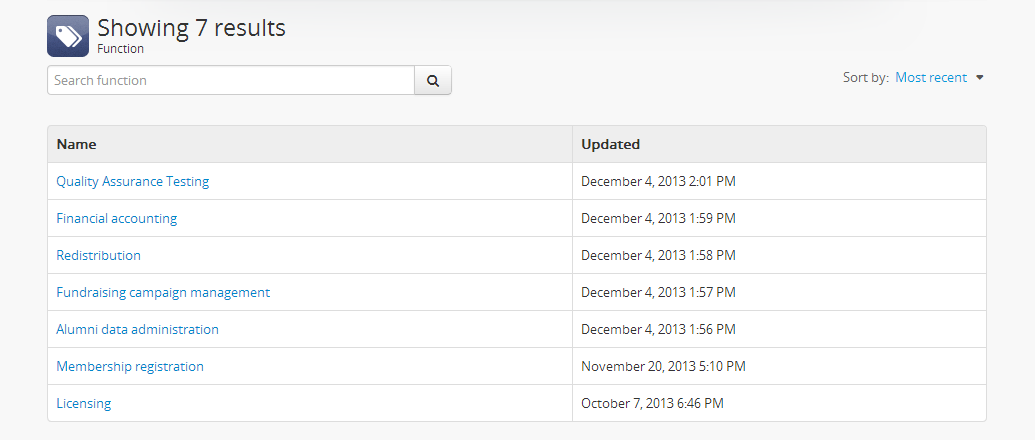 Showing 7 results
Function
Search function
Sort by: Most recent
Name Updated
Quality Assurance Testing December 4, 2013 2:01 PM
Financial accounting December 4, 2013 1:59 PM
Redistribution December 4, 2013 1:58 PM
Fundraising campaign management December 4, 2013 1:57 PM
Alumni data administration December 4, 2013 1:56 PM
Membership registration November 20, 2013 5:10 PM
Licensing October 7, 2013 6:46 PM